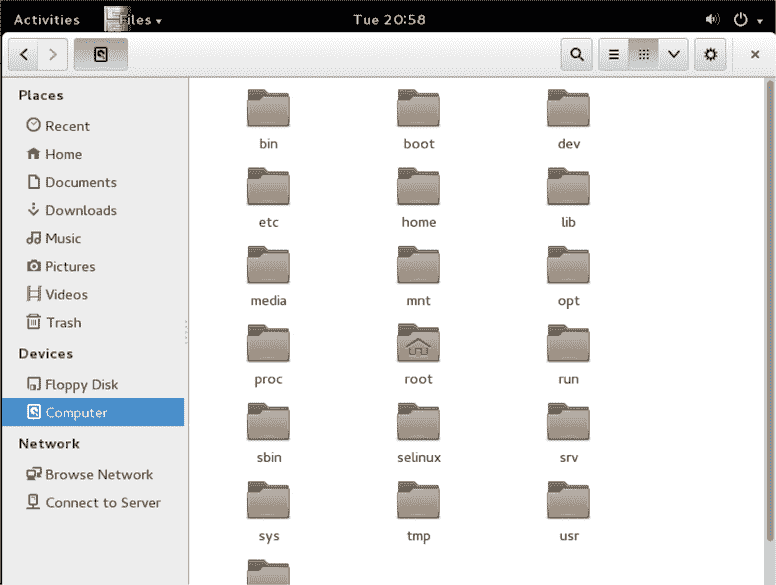 Activities Files Tue 20:58
Places
Recent
Home
Documents
Downloads
Music
Pictures
Videos
Trash
Devices
Floppy Disk
Computer
Network
Browse Network
Connect to Server
bin boot dev
etc home lib
media mnt opt
proc root run
sbin selinux srv
sys tmp usr